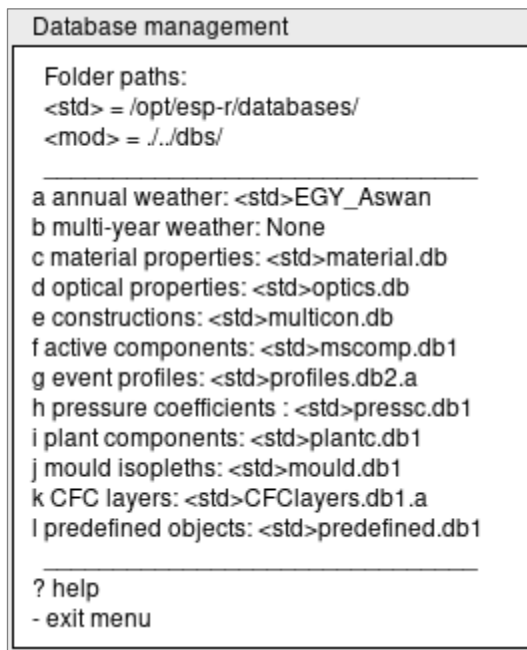 Database management
Folder paths:
<std> = /opt/esp-r/databases/
<mod> = ./../dbs/
a annual weather: <std>EGY_Aswan
b multi-year weather: None
c material properties: <std>material.db
d optical properties: <std>optics.db
e constructions: <std>multicon.db
f active components: <std>mscomp.db1
g event profiles: <std>profiles.db2.a
h pressure coefficients : <std>pressc.db1
i plant components: <std>plantc.db1
j mould isopleths: <std>mould.db1
k CFC layers: <std>CFClayers.db1.a
l predefined objects: <std>predefined.db1
? help
- exit menu